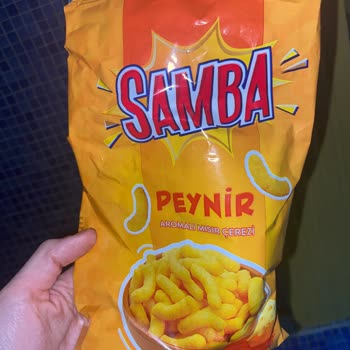 SAMBA
PEYNİR
AROMALI MISIR ÇEREZİ